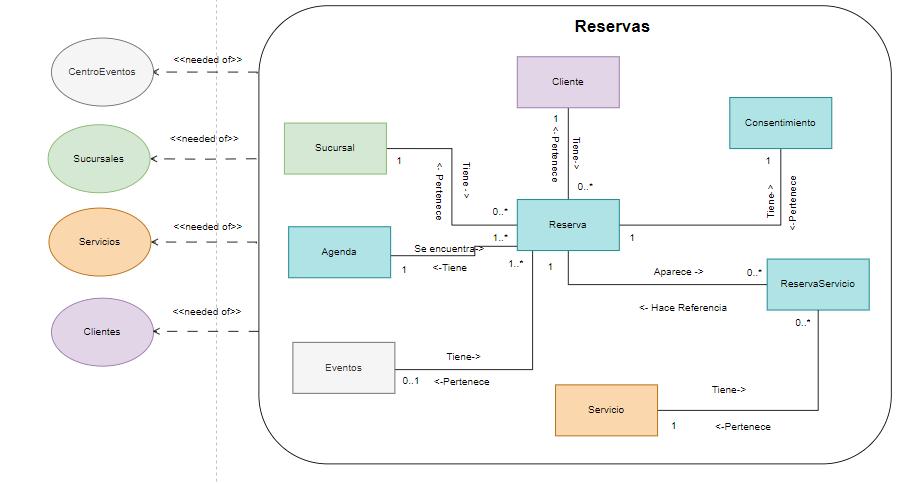 Reservas
<<needed of>>
CentroEventos
<<needed of>>
Sucursales
<<needed of>>
Servicios
<<needed of>>
Clientes
Cliente
1
<- Pertenece
Tiene->
0..*
Consentimiento
1
Tiene->
<-Pertenece
Sucursal
1
<- Pertenece
Tiene ->
0..*
Reserva
1
Agenda
1
Se encuentra->
<-Tiene
1..*
1..*
1
Aparece ->
0..*
<- Hace Referencia
ReservaServicio
0..*
Eventos
Tiene->
0..1
<-Pertenece
Servicio
Tiene->
1
<-Pertenece